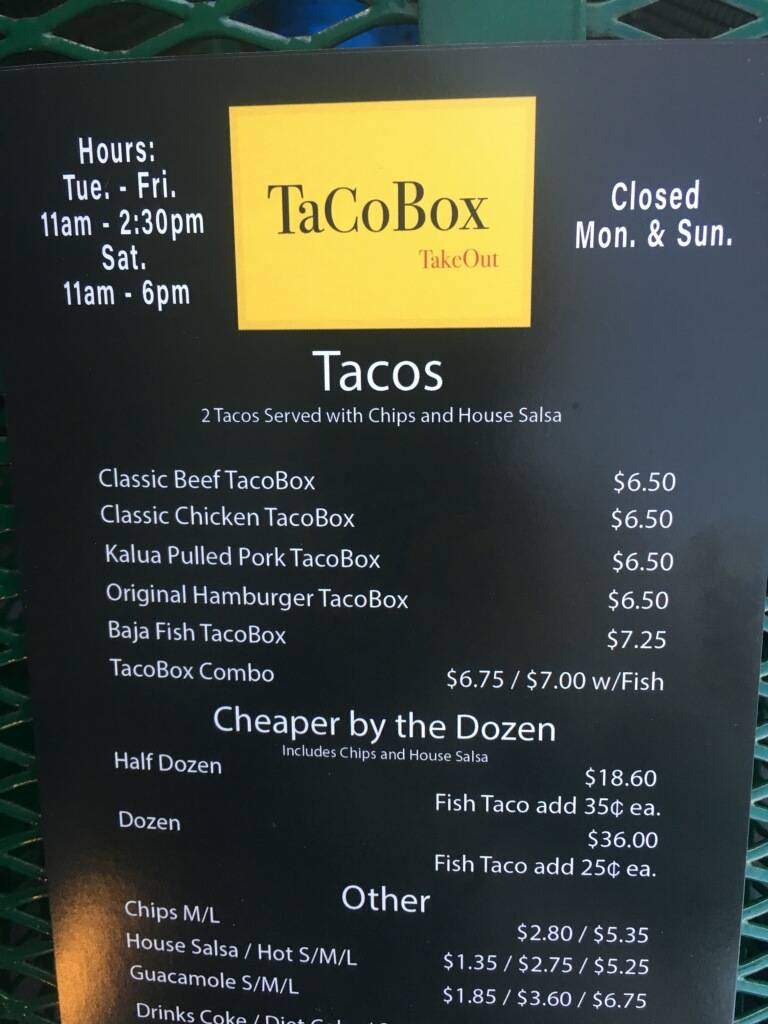 Hours:
Tue. - Fri.
11am - 2:30pm
Sat.
11am - 6pm
TaCoBox
TakeOut
Closed
Mon. & Sun.
Tacos
2 Tacos Served with Chips and House Salsa
Classic Beef TacoBox $6.50
Classic Chicken TacoBox $6.50
Kalua Pulled Pork TacoBox $6.50
Original Hamburger TacoBox $6.50
Baja Fish TacoBox $7.25
TacoBox Combo $6.75 / $7.00 w/Fish
Cheaper by the Dozen
Includes Chips and House Salsa
Half Dozen $18.60
Fish Taco add 35¢ ea.
Dozen $36.00
Fish Taco add 25¢ ea.
Other
Chips M/L $2.80 / $5.35
House Salsa / Hot S/M/L $1.35 / $2.75 / $5.25
Guacamole S/M/L $1.85 / $3.60 / $6.75
Drinks Coke / Diet